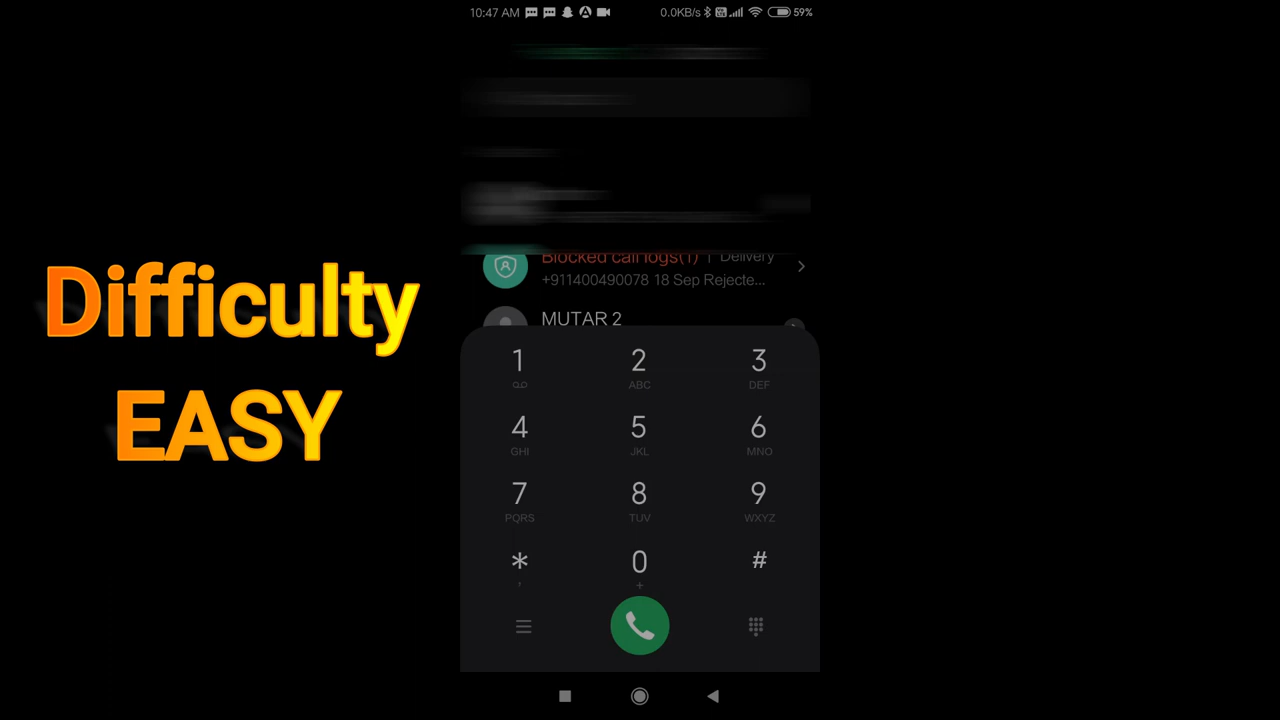 10:47 AM 0.0KB/s 59%
Difficulty
EASY
Blocked call logs(1) | Delivery
+911400490078 18 Sep Rejecte...
MUTAR 2
1 2 3
ABC DEF
4 5 6
GHI JKL MNO
7 8 9
PQRS TUV WXYZ
* 0 #
, +